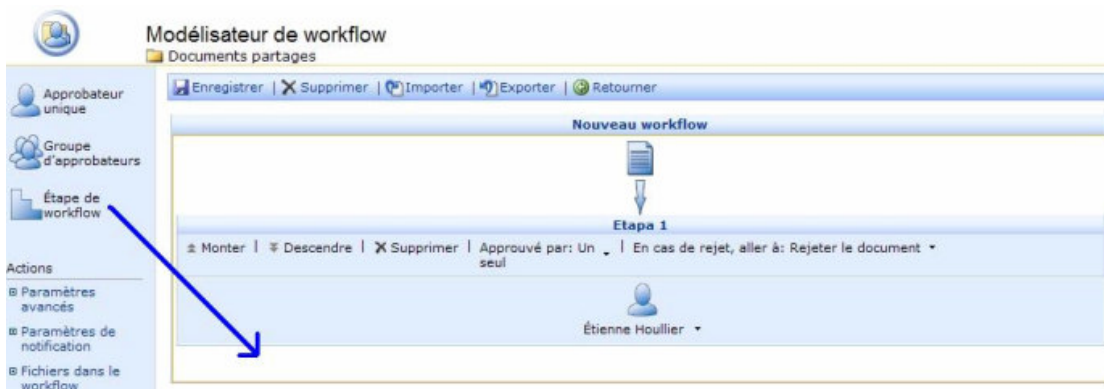 Modélisateur de workflow
Documents partages
Enregistrer | Supprimer | Importer | Exporter | Retourner
Approbateur
unique
Groupe
d'approbateurs
Étape de
workflow
Actions
Paramètres
avancés
Paramètres de
notification
Fichiers dans le
workflow
Nouveau workflow
Etapa 1
Monter | Descendre | Supprimer | Approuvé par: Un | En cas de rejet, aller à: Rejeter le document
seul
Étienne Houllier